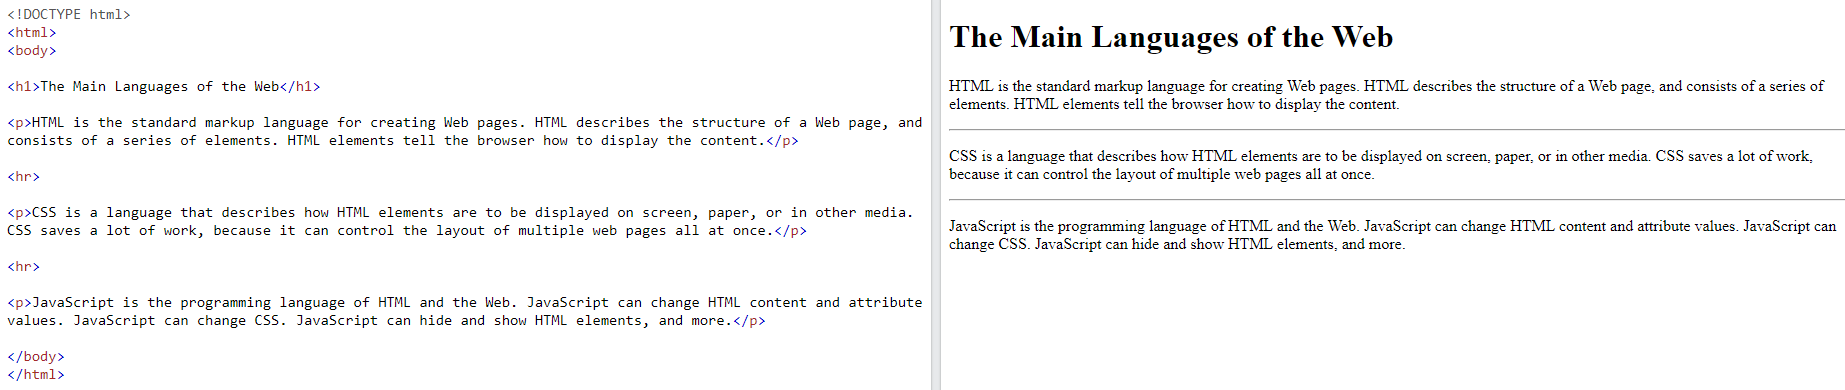 <!DOCTYPE html>
<html>
<body>
<h1>The Main Languages of the Web</h1>
<p>HTML is the standard markup language for creating Web pages. HTML describes the structure of a Web page, and
consists of a series of elements. HTML elements tell the browser how to display the content.</p>
<hr>
<p>CSS is a language that describes how HTML elements are to be displayed on screen, paper, or in other media.
CSS saves a lot of work, because it can control the layout of multiple web pages all at once.</p>
<hr>
<p>JavaScript is the programming language of HTML and the Web. JavaScript can change HTML content and attribute
values. JavaScript can change CSS. JavaScript can hide and show HTML elements, and more.</p>
</body>
</html>
The Main Languages of the Web
HTML is the standard markup language for creating Web pages. HTML describes the structure of a Web page, and consists of a series of
elements. HTML elements tell the browser how to display the content.
CSS is a language that describes how HTML elements are to be displayed on screen, paper, or in other media. CSS saves a lot of work,
because it can control the layout of multiple web pages all at once.
JavaScript is the programming language of HTML and the Web. JavaScript can change HTML content and attribute values. JavaScript can
change CSS. JavaScript can hide and show HTML elements, and more.